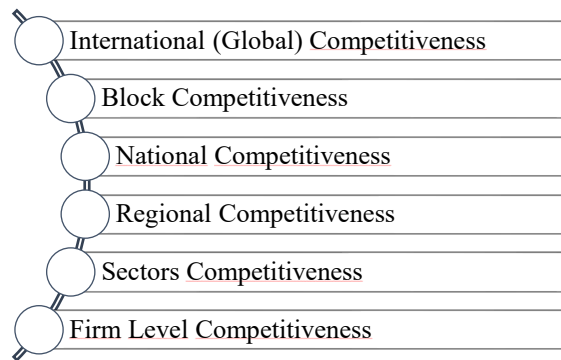 International (Global) Competitiveness
Block Competitiveness
National Competitiveness
Regional Competitiveness
Sectors Competitiveness
Firm Level Competitiveness